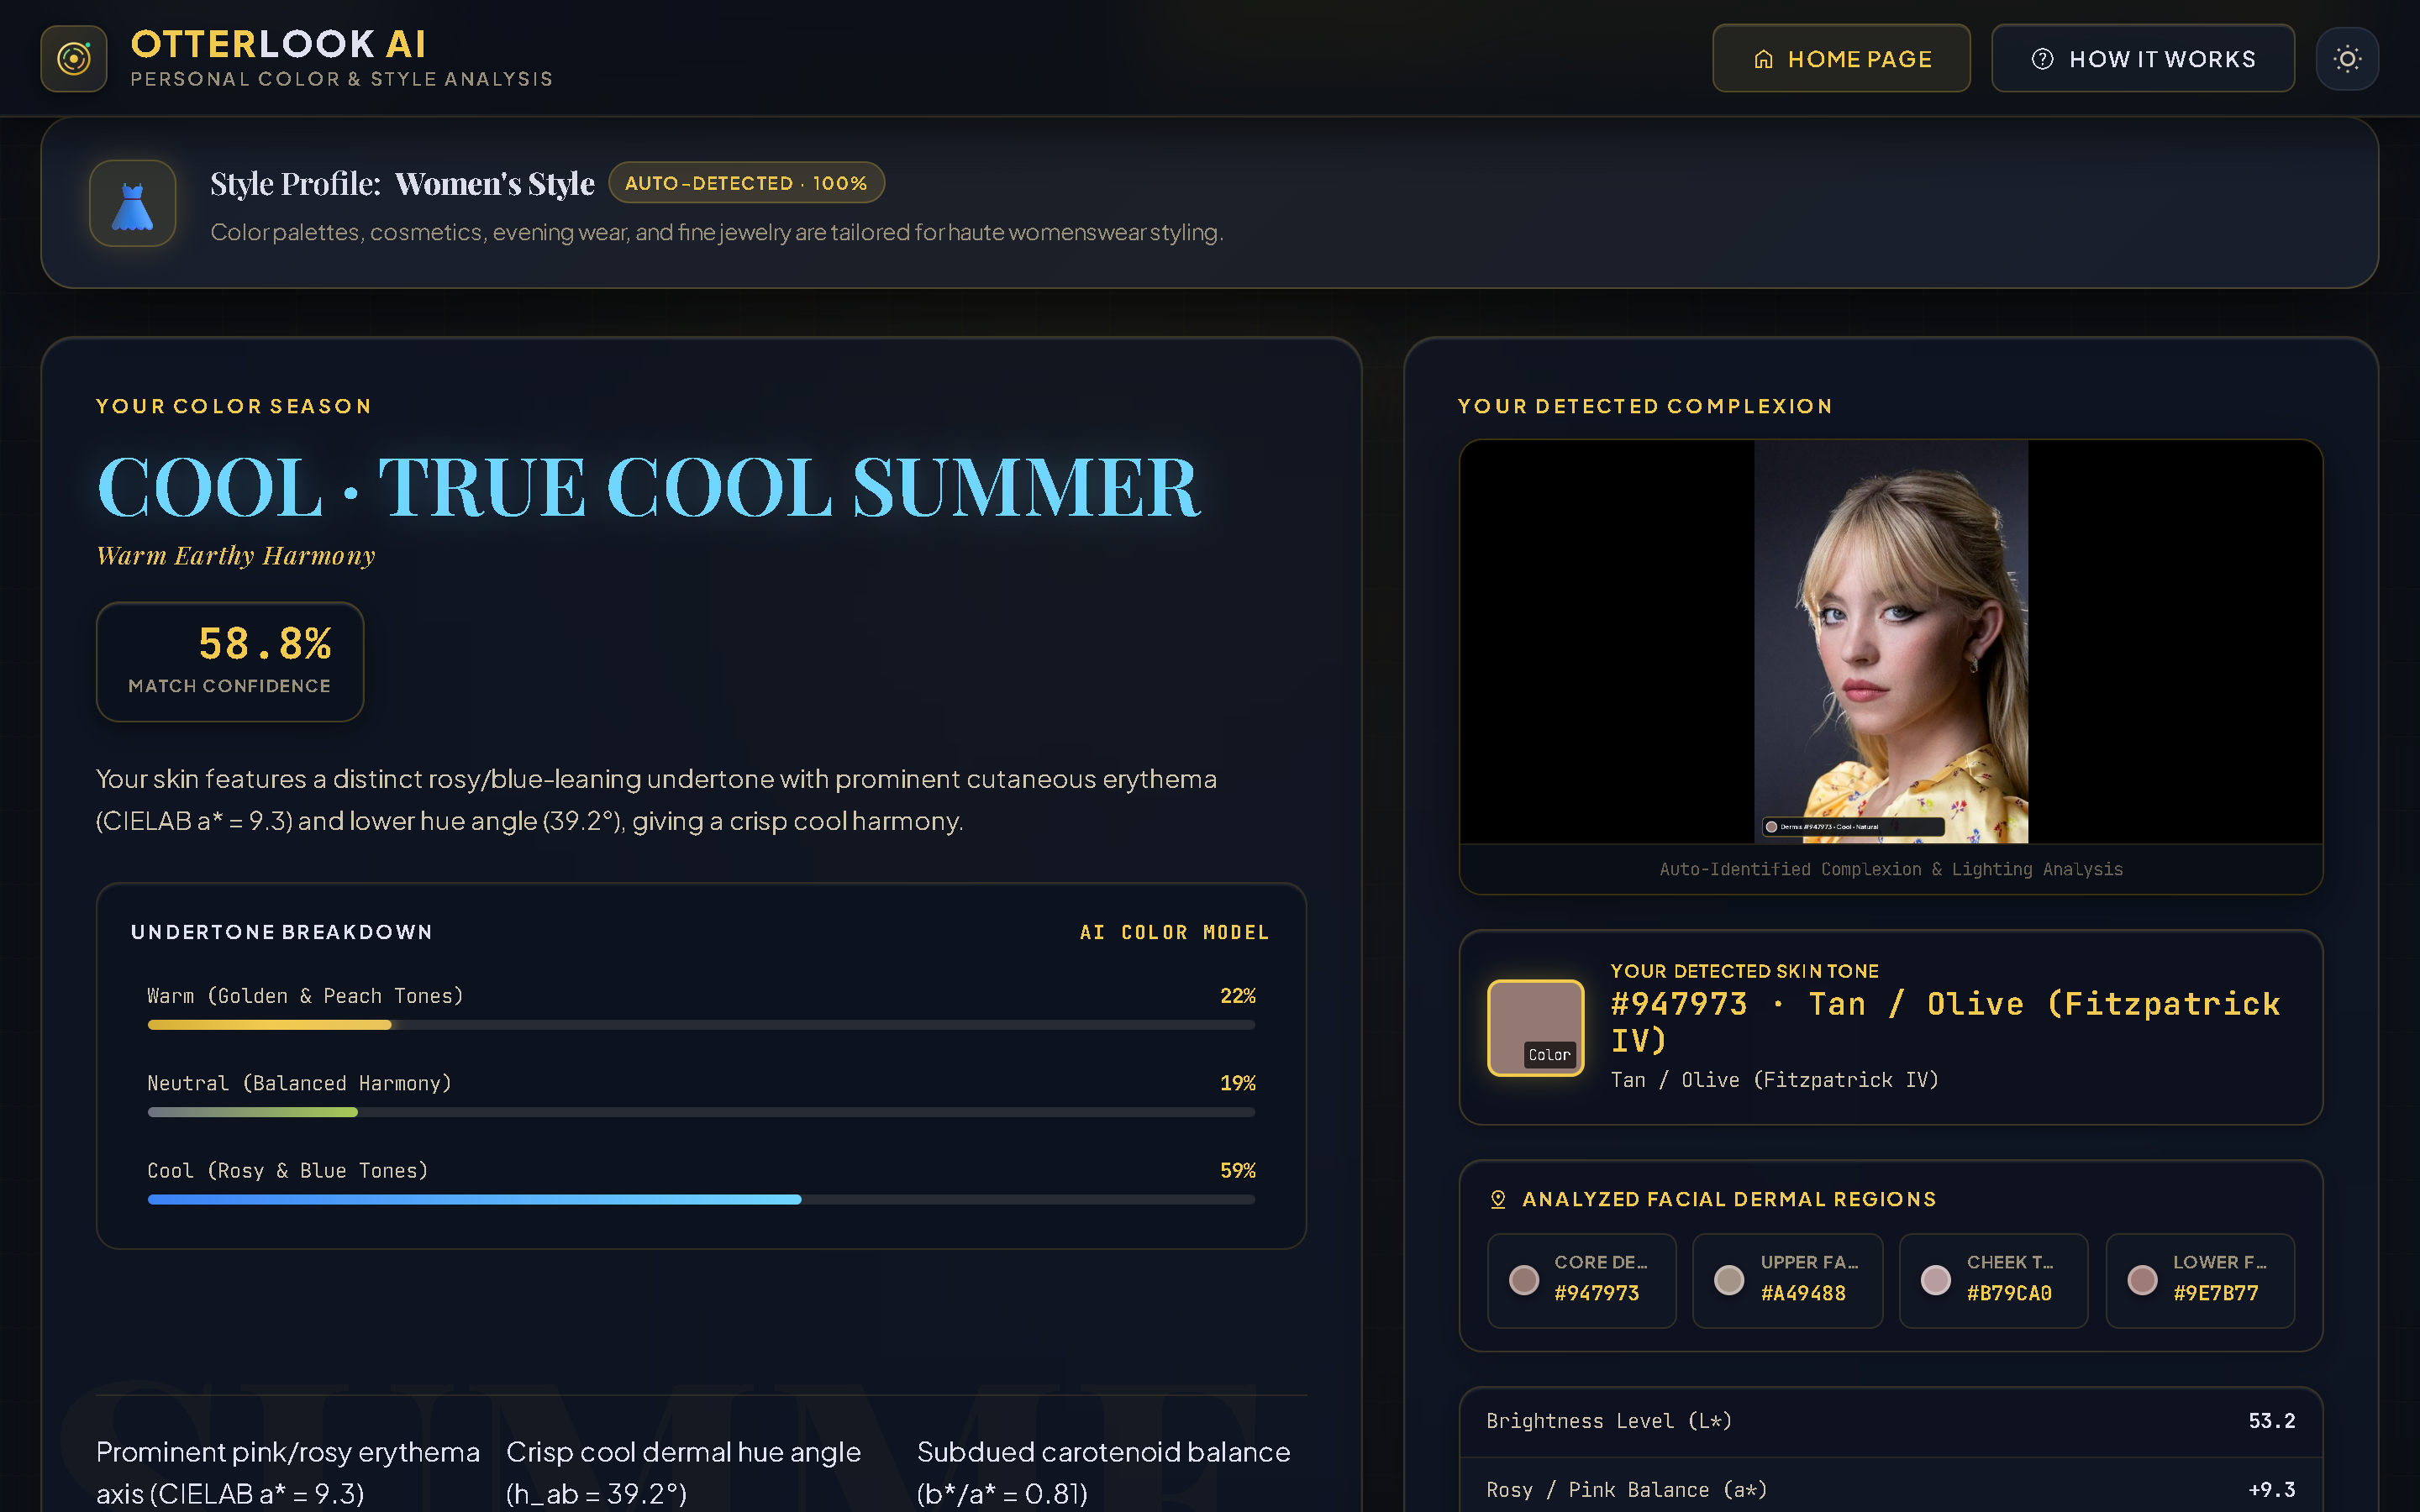 OTTERLOOK AI
PERSONAL COLOR & STYLE ANALYSIS
HOME PAGE
HOW IT WORKS
Style Profile: Women's Style
AUTO-DETECTED · 100%
Color palettes, cosmetics, evening wear, and fine jewelry are tailored for haute womenswear styling.
YOUR COLOR SEASON
COOL · TRUE COOL SUMMER
Warm Earthy Harmony
58.8%
MATCH CONFIDENCE
Your skin features a distinct rosy/blue-leaning undertone with prominent cutaneous erythema
(CIELAB a* = 9.3) and lower hue angle (39.2°), giving a crisp cool harmony.
UNDERTONE BREAKDOWN
AI COLOR MODEL
Warm (Golden & Peach Tones)
22%
Neutral (Balanced Harmony)
19%
Cool (Rosy & Blue Tones)
59%
SUMME
Prominent pink/rosy erythema
axis (CIELAB a* = 9.3)
Crisp cool dermal hue angle
(h_ab = 39.2°)
Subdued carotenoid balance
(b*/a* = 0.81)
YOUR DETECTED COMPLEXION
Dermis #947973 • Cool • Natural
Auto-Identified Complexion & Lighting Analysis
Color
YOUR DETECTED SKIN TONE
#947973 · Tan / Olive (Fitzpatrick
IV)
Tan / Olive (Fitzpatrick IV)
ANALYZED FACIAL DERMAL REGIONS
CORE DE…
#947973
UPPER FA…
#A49488
CHEEK T…
#B79CA0
LOWER F…
#9E7B77
Brightness Level (L*)
53.2
Rosy / Pink Balance (a*)
+9.3